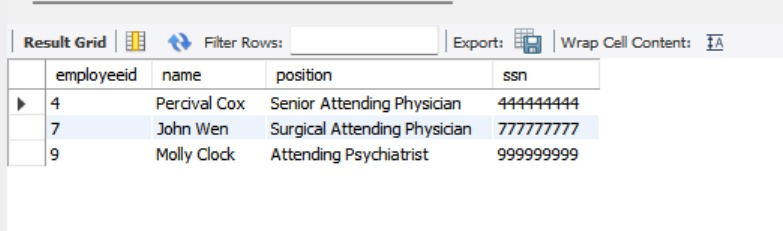 Result Grid Filter Rows: Export: Wrap Cell Content: IA
employeeid name position ssn
4 Percival Cox Senior Attending Physician 444444444
7 John Wen Surgical Attending Physician 777777777
9 Molly Clock Attending Psychiatrist 999999999